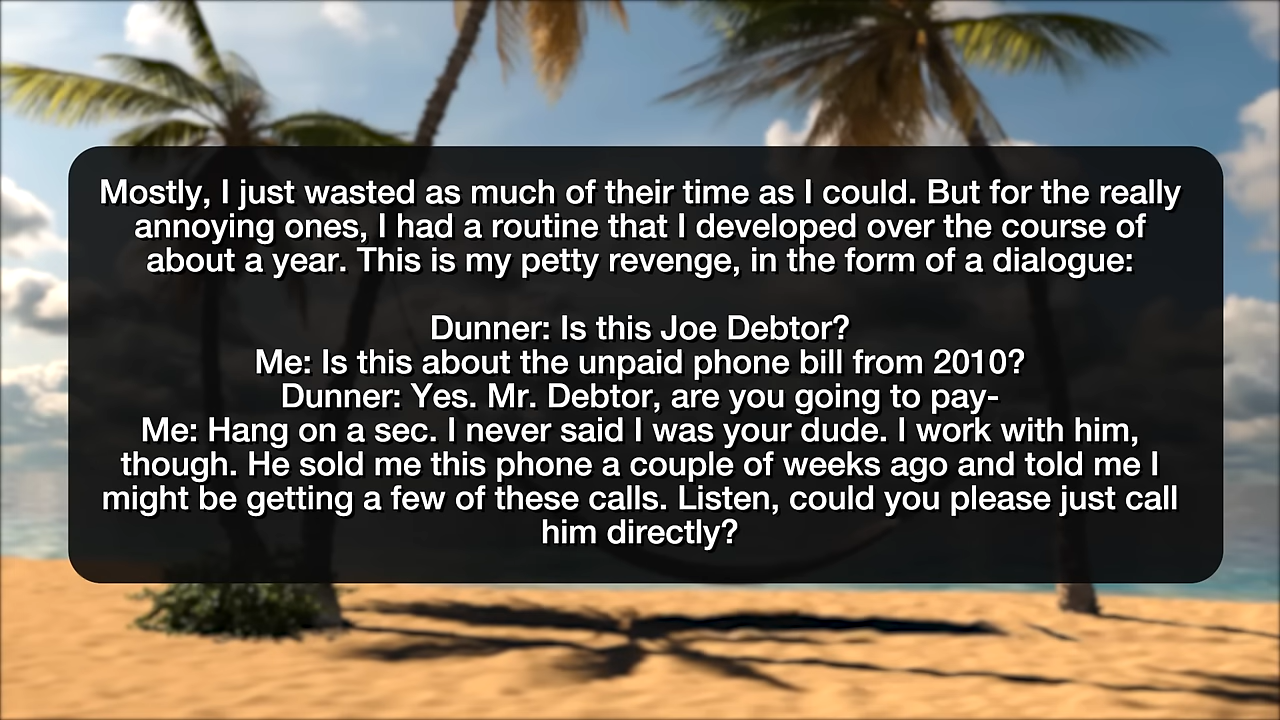 Mostly, I just wasted as much of their time as I could. But for the really
annoying ones, I had a routine that I developed over the course of
about a year. This is my petty revenge, in the form of a dialogue:
Dunner: Is this Joe Debtor?
Me: Is this about the unpaid phone bill from 2010?
Dunner: Yes. Mr. Debtor, are you going to pay-
Me: Hang on a sec. I never said I was your dude. I work with him,
though. He sold me this phone a couple of weeks ago and told me I
might be getting a few of these calls. Listen, could you please just call
him directly?